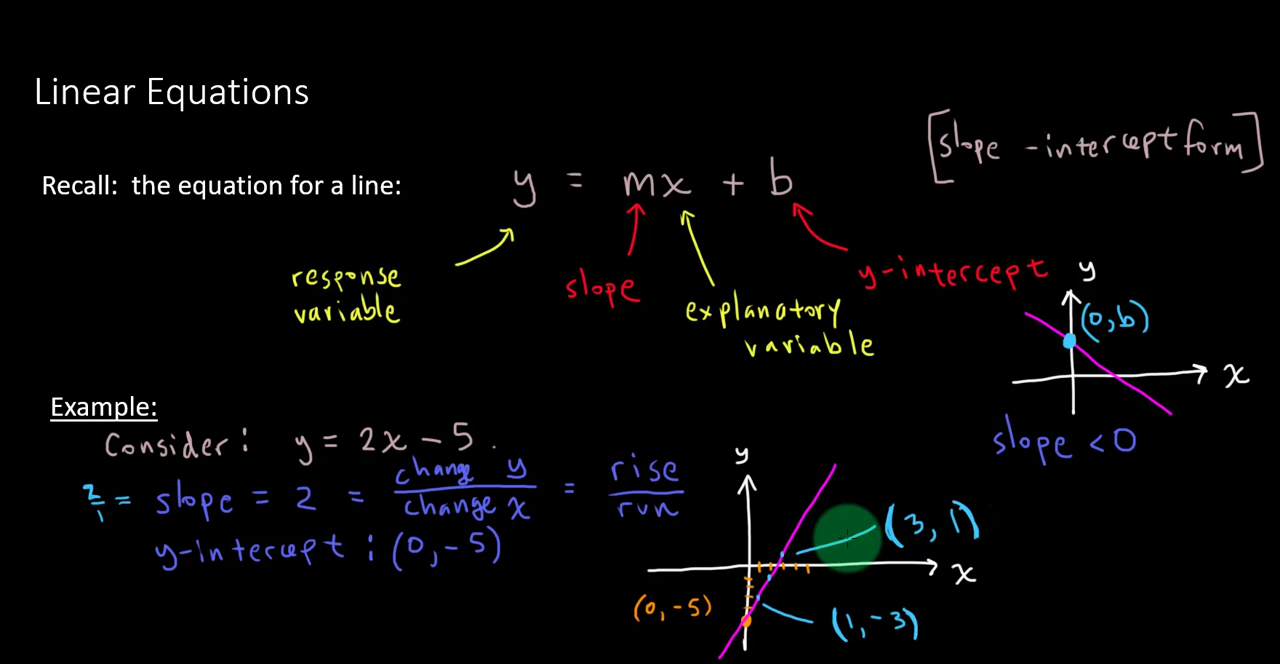 Linear Equations
[slope-intercept form]
Recall: the equation for a line:
y = mx + b
response
variable
slope
explanatory
variable
y-intercept
y
(0,b)
x
slope < 0
Example:
Consider: y = 2x - 5.
2/1 = slope = 2 = change y / change x = rise / run
y-intercept: (0,-5)
y
(3, 1)
x
(0,-5)
(1,-3)